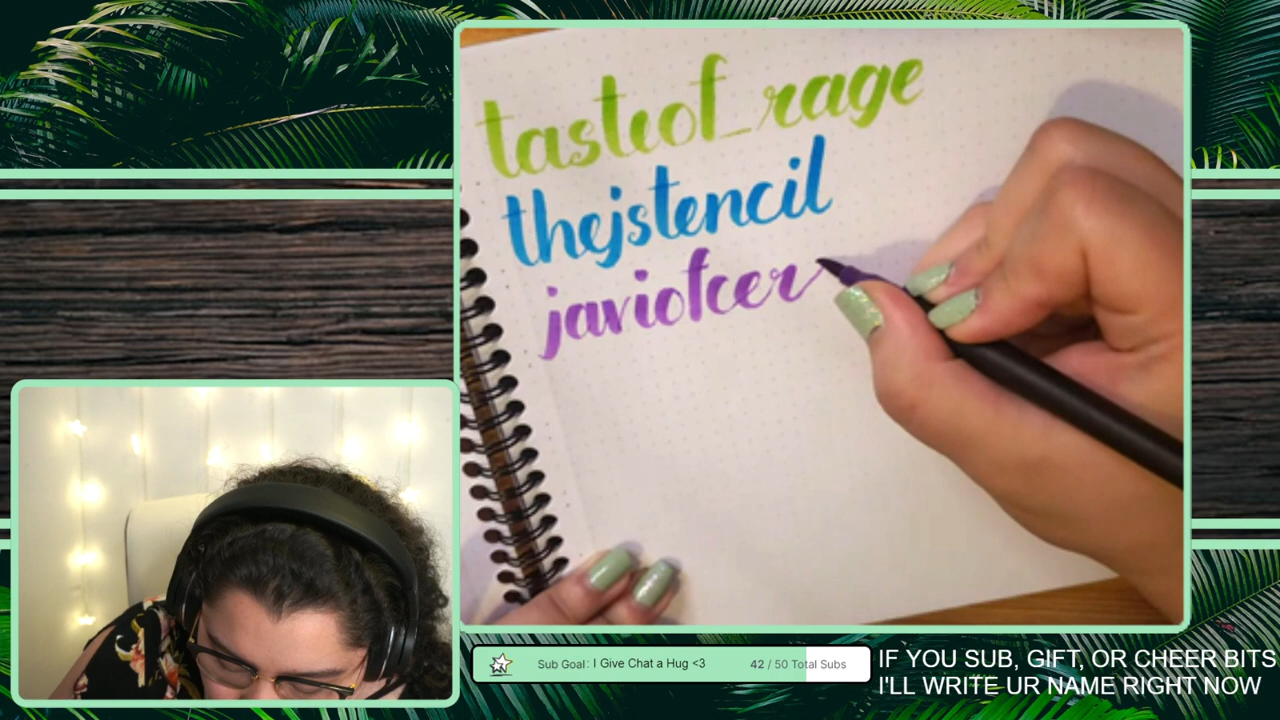 tasteof_rage
thejstencil
javiofcer
Sub Goal: I Give Chat a Hug <3 42 / 50 Total Subs
IF YOU SUB, GIFT, OR CHEER BITS
I'LL WRITE UR NAME RIGHT NOW